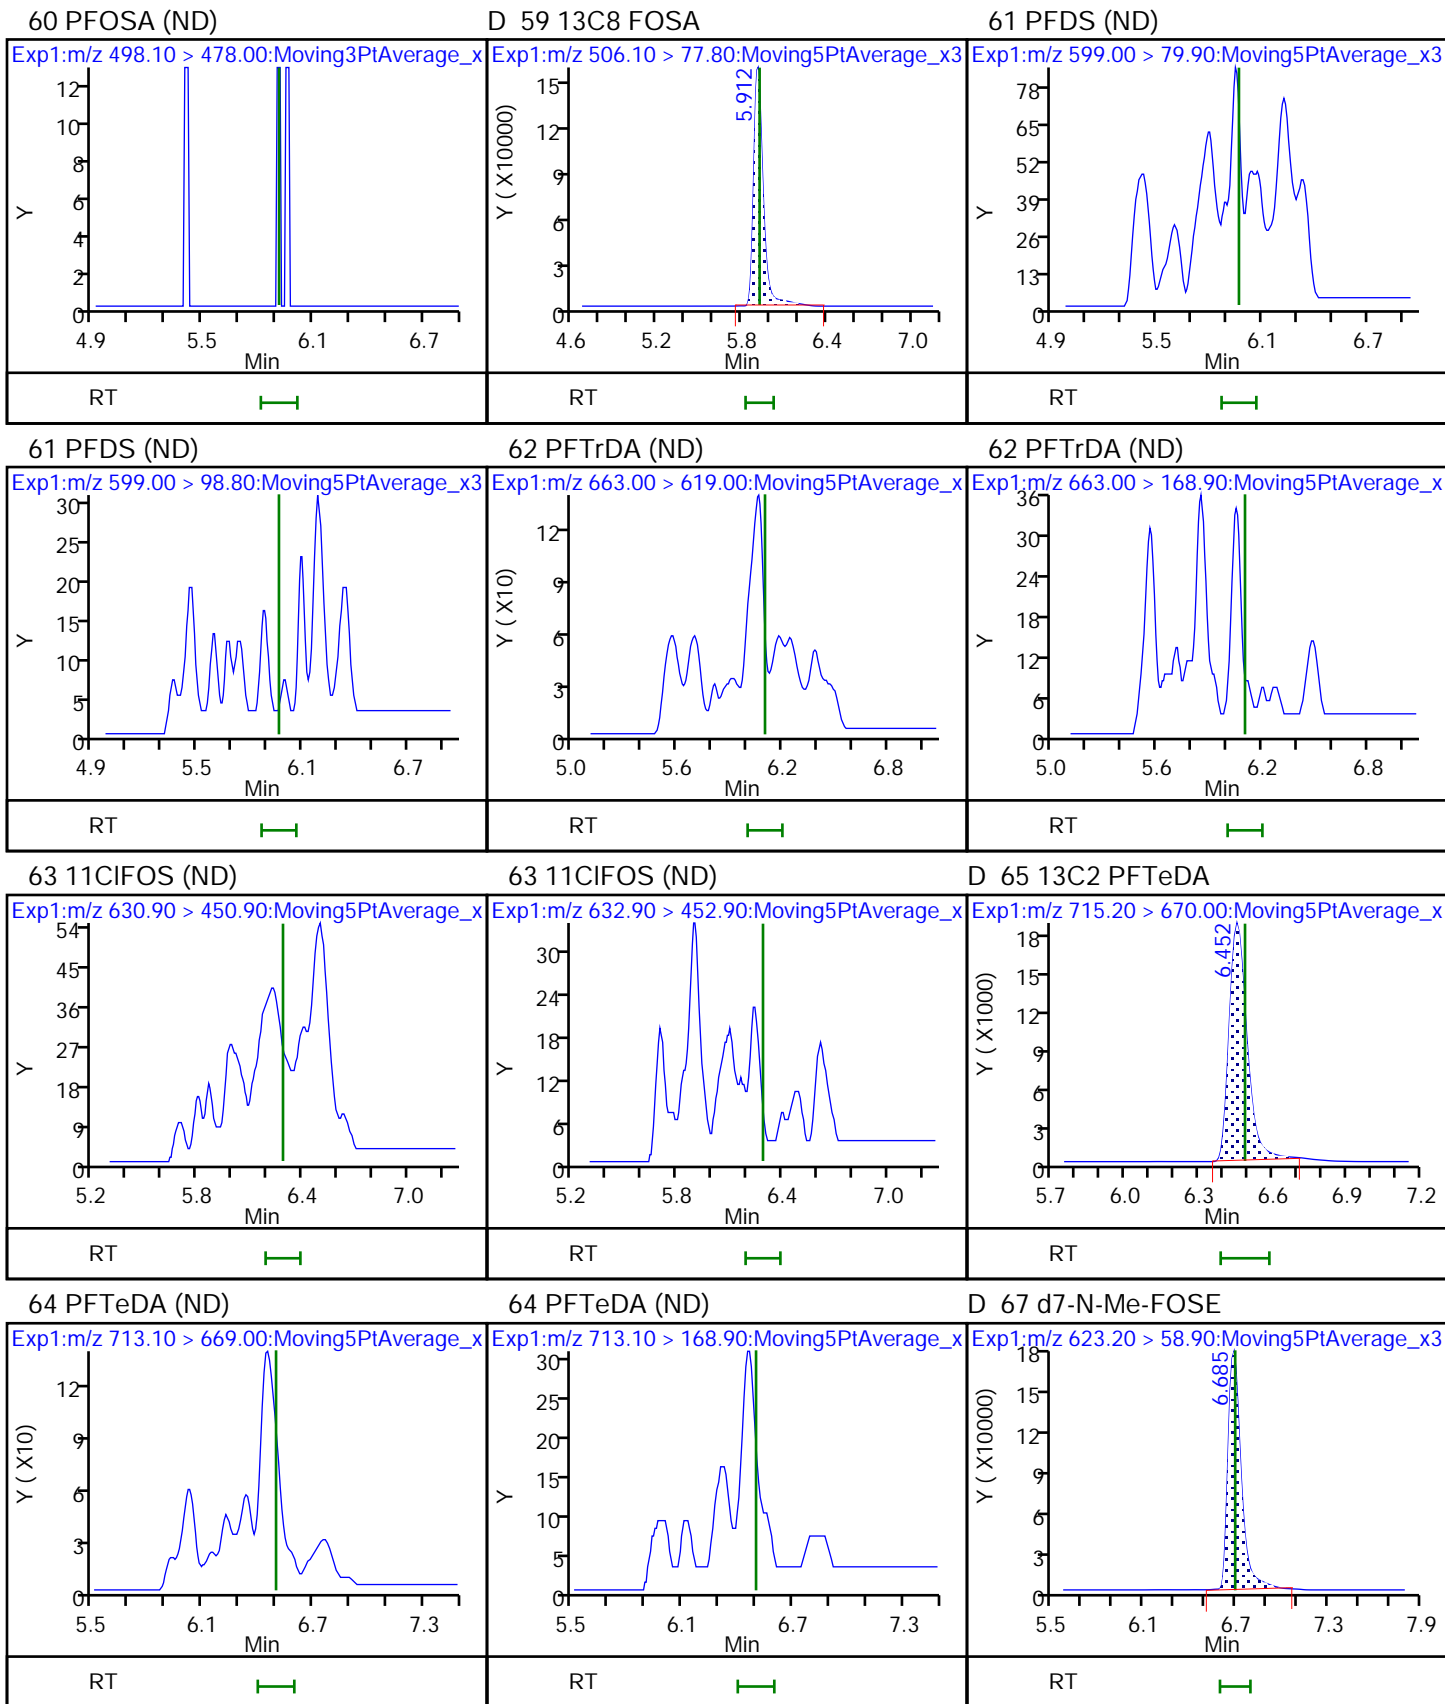 60 PFOSA (ND)
Exp1:m/z 498.10 > 478.00:Moving3PtAverage_x
Y
12
10
8
6
4
2
0
4.9 5.5 6.1 6.7
Min
RT
D 59 13C8 FOSA
Exp1:m/z 506.10 > 77.80:Moving5PtAverage_x3
Y ( X10000)
15
12
9
6
3
0
5.912
4.6 5.2 5.8 6.4 7.0
Min
RT
61 PFDS (ND)
Exp1:m/z 599.00 > 79.90:Moving5PtAverage_x3
Y
78
65
52
39
26
13
0
4.9 5.5 6.1 6.7
Min
RT
61 PFDS (ND)
Exp1:m/z 599.00 > 98.80:Moving5PtAverage_x3
Y
30
25
20
15
10
5
0
4.9 5.5 6.1 6.7
Min
RT
62 PFTrDA (ND)
Exp1:m/z 663.00 > 619.00:Moving5PtAverage_x
Y ( X10)
12
9
6
3
0
5.0 5.6 6.2 6.8
Min
RT
62 PFTrDA (ND)
Exp1:m/z 663.00 > 168.90:Moving5PtAverage_x
Y
36
30
24
18
12
6
0
5.0 5.6 6.2 6.8
Min
RT
63 11ClFOS (ND)
Exp1:m/z 630.90 > 450.90:Moving5PtAverage_x
Y
54
45
36
27
18
9
0
5.2 5.8 6.4 7.0
Min
RT
63 11ClFOS (ND)
Exp1:m/z 632.90 > 452.90:Moving5PtAverage_x
Y
30
24
18
12
6
0
5.2 5.8 6.4 7.0
Min
RT
D 65 13C2 PFTeDA
Exp1:m/z 715.20 > 670.00:Moving5PtAverage_x
Y ( X1000)
18
15
12
9
6
3
0
6.452
5.7 6.0 6.3 6.6 6.9 7.2
Min
RT
64 PFTeDA (ND)
Exp1:m/z 713.10 > 669.00:Moving5PtAverage_x
Y ( X10)
12
9
6
3
0
5.5 6.1 6.7 7.3
Min
RT
64 PFTeDA (ND)
Exp1:m/z 713.10 > 168.90:Moving5PtAverage_x
Y
30
25
20
15
10
5
0
5.5 6.1 6.7 7.3
Min
RT
D 67 d7-N-Me-FOSE
Exp1:m/z 623.20 > 58.90:Moving5PtAverage_x3
Y ( X10000)
18
15
12
9
6
3
0
6.685
5.5 6.1 6.7 7.3 7.9
Min
RT